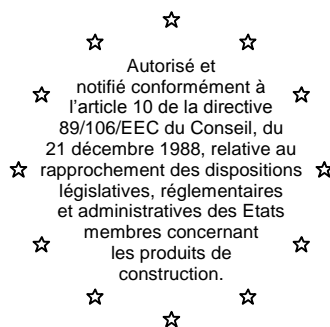 Autorisé et
notifié conformément à
l'article 10 de la directive
89/106/EEC du Conseil, du
21 décembre 1988, relative au
rapprochement des dispositions
législatives, réglementaires
et administratives des Etats
membres concernant
les produits de
construction.